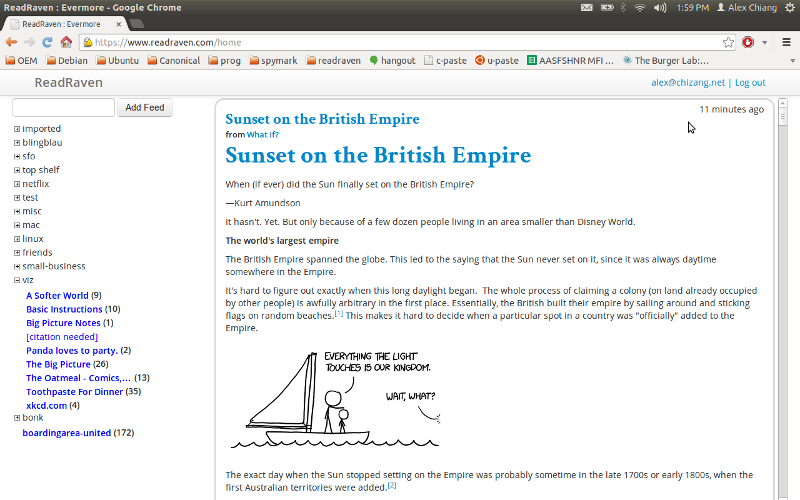 ReadRaven : Evermore - Google Chrome
1:59 PM
Alex Chiang
ReadRaven : Evermore
https://www.readraven.com/home
OEM
Debian
Ubuntu
Canonical
prog
spymark
readraven
hangout
c-paste
u-paste
AASFSHNR MFI ...
The Burger Lab:...
ReadRaven
alex@chizang.net | Log out
Add Feed
imported
blingblau
sfo
top shelf
netflix
test
misc
mac
linux
friends
small-business
viz
A Softer World (9)
Basic Instructions (10)
Big Picture Notes (1)
[citation needed]
Panda loves to party. (2)
The Big Picture (26)
The Oatmeal - Comics,... (13)
Toothpaste For Dinner (35)
xkcd.com (4)
bonk
boardingarea-united (172)
11 minutes ago
Sunset on the British Empire
from What If?
Sunset on the British Empire
When (if ever) did the Sun finally set on the British Empire?
—Kurt Amundson
It hasn't. Yet. But only because of a few dozen people living in an area smaller than Disney World.
The world's largest empire
The British Empire spanned the globe. This led to the saying that the Sun never set on it, since it was always daytime
somewhere in the Empire.
It's hard to figure out exactly when this long daylight began. The whole process of claiming a colony (on land already occupied
by other people) is awfully arbitrary in the first place. Essentially, the British built their empire by sailing around and sticking
flags on random beaches.[1] This makes it hard to decide when a particular spot in a country was "officially" added to the
Empire.
EVERYTHING THE LIGHT
TOUCHES IS OUR KINGDOM.
WAIT, WHAT?
The exact day when the Sun stopped setting on the Empire was probably sometime in the late 1700s or early 1800s, when the
first Australian territories were added.[2]